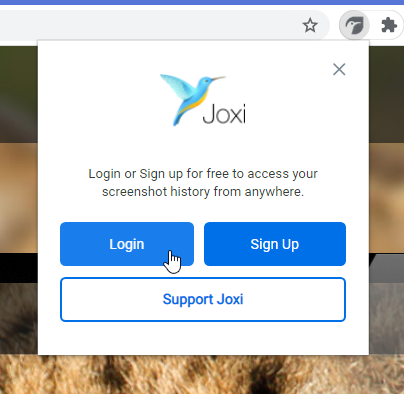 Joxi
Login or Sign up for free to access your
screenshot history from anywhere.
Login
Sign Up
Support Joxi